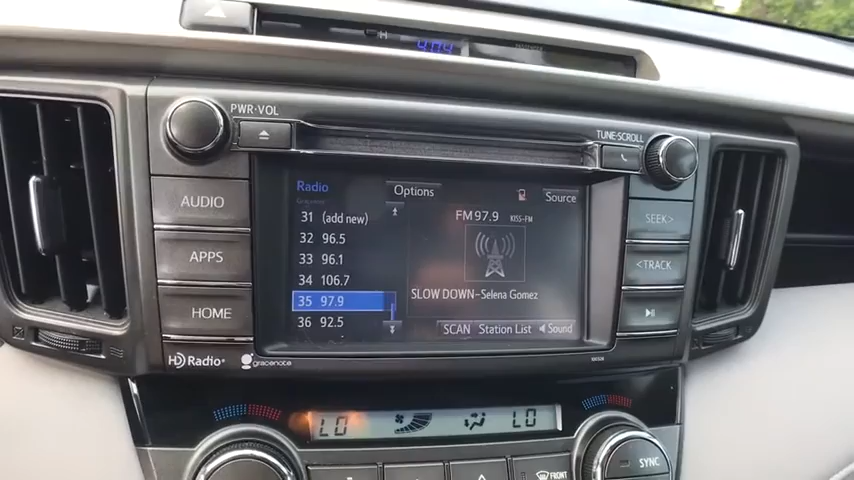 PWR·VOL
TUNE·SCROLL
AUDIO
APPS
HOME
Radio
Options
Source
31 (add new)
32 96.5
33 96.1
34 106.7
35 97.9
36 92.5
FM 97.9 KISS-FM
SLOW DOWN-Selena Gomez
SCAN Station List Sound
SEEK>
<TRACK
HD Radio
gracenote
LO
LO
FRONT
SYNC